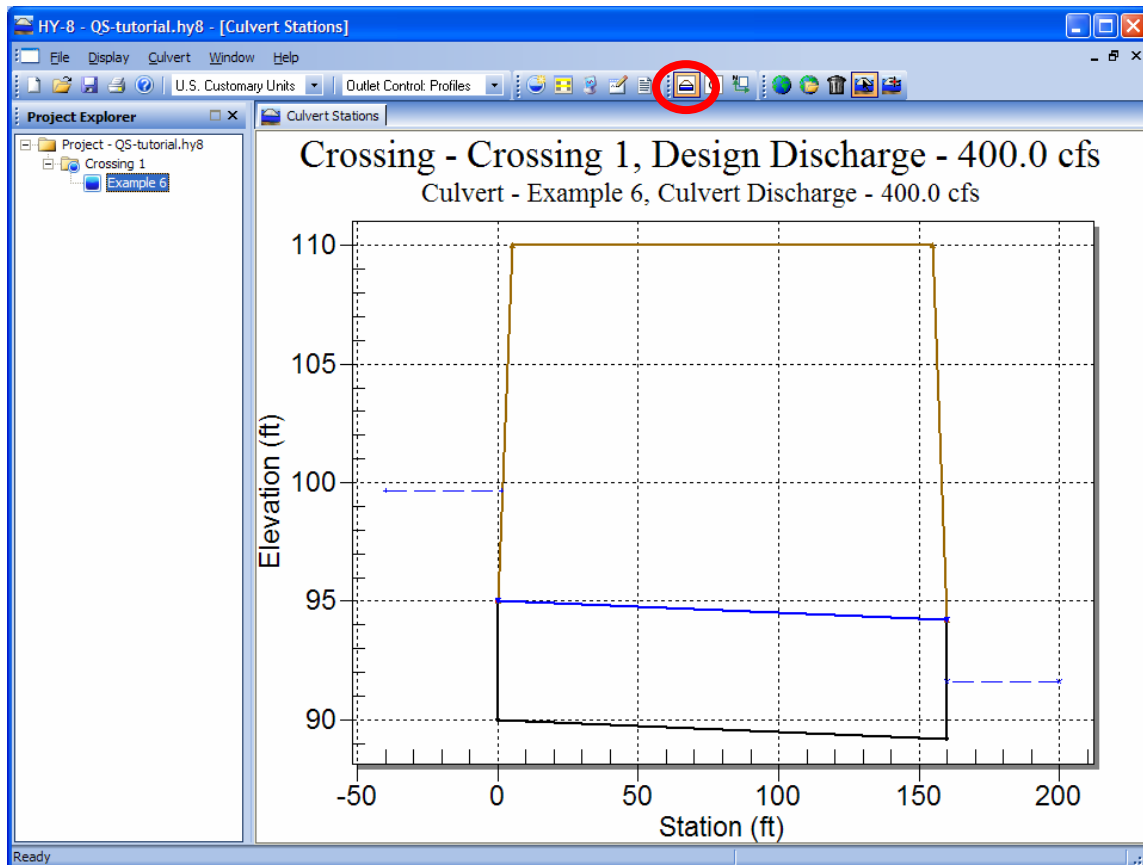 HY-8 - QS-tutorial.hy8 - [Culvert Stations]
File Display Culvert Window Help
U.S. Customary Units Outlet Control: Profiles
Project Explorer
Culvert Stations
Project - QS-tutorial.hy8
Crossing 1
Example 6
Crossing - Crossing 1, Design Discharge - 400.0 cfs
Culvert - Example 6, Culvert Discharge - 400.0 cfs
110
105
100
95
90
Elevation (ft)
-50 0 50 100 150 200
Station (ft)
Ready